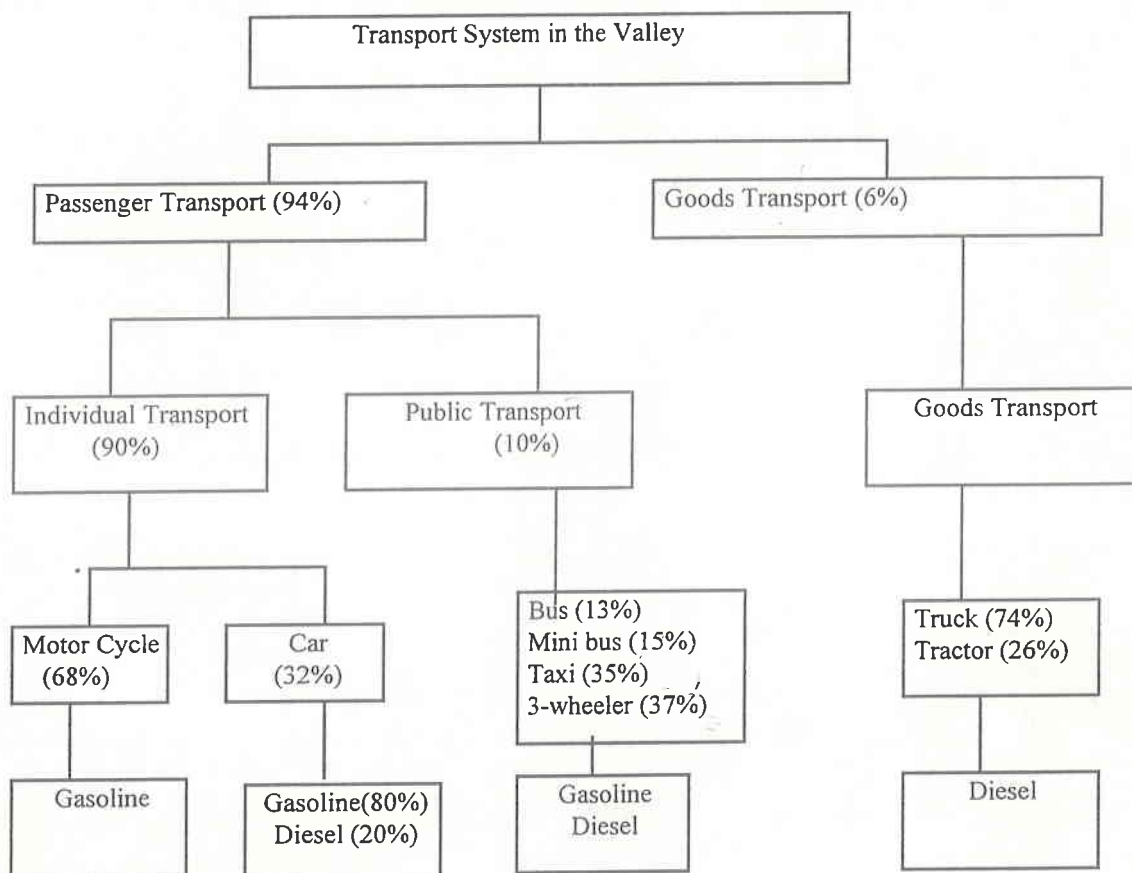 Transport System in the Valley
Passenger Transport (94%)
Goods Transport (6%)
Individual Transport
(90%)
Public Transport
(10%)
Goods Transport
Motor Cycle
(68%)
Car
(32%)
Bus (13%)
Mini bus (15%)
Taxi (35%)
3-wheeler (37%)
Truck (74%)
Tractor (26%)
Gasoline
Gasoline(80%)
Diesel (20%)
Gasoline
Diesel
Diesel